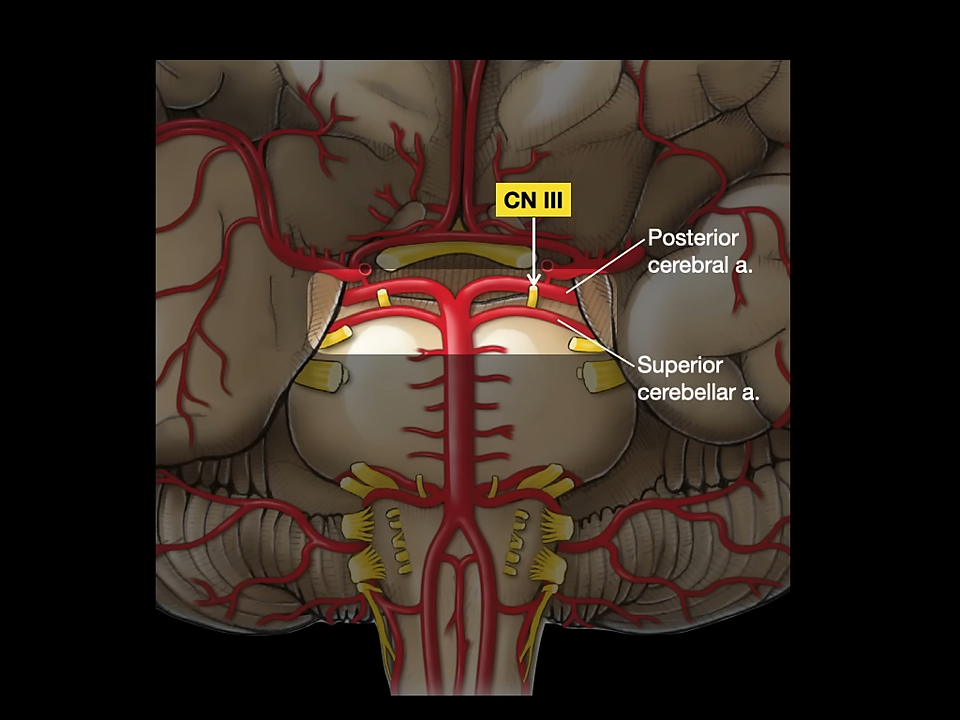 CN III
Posterior
cerebral a.
Superior
cerebellar a.